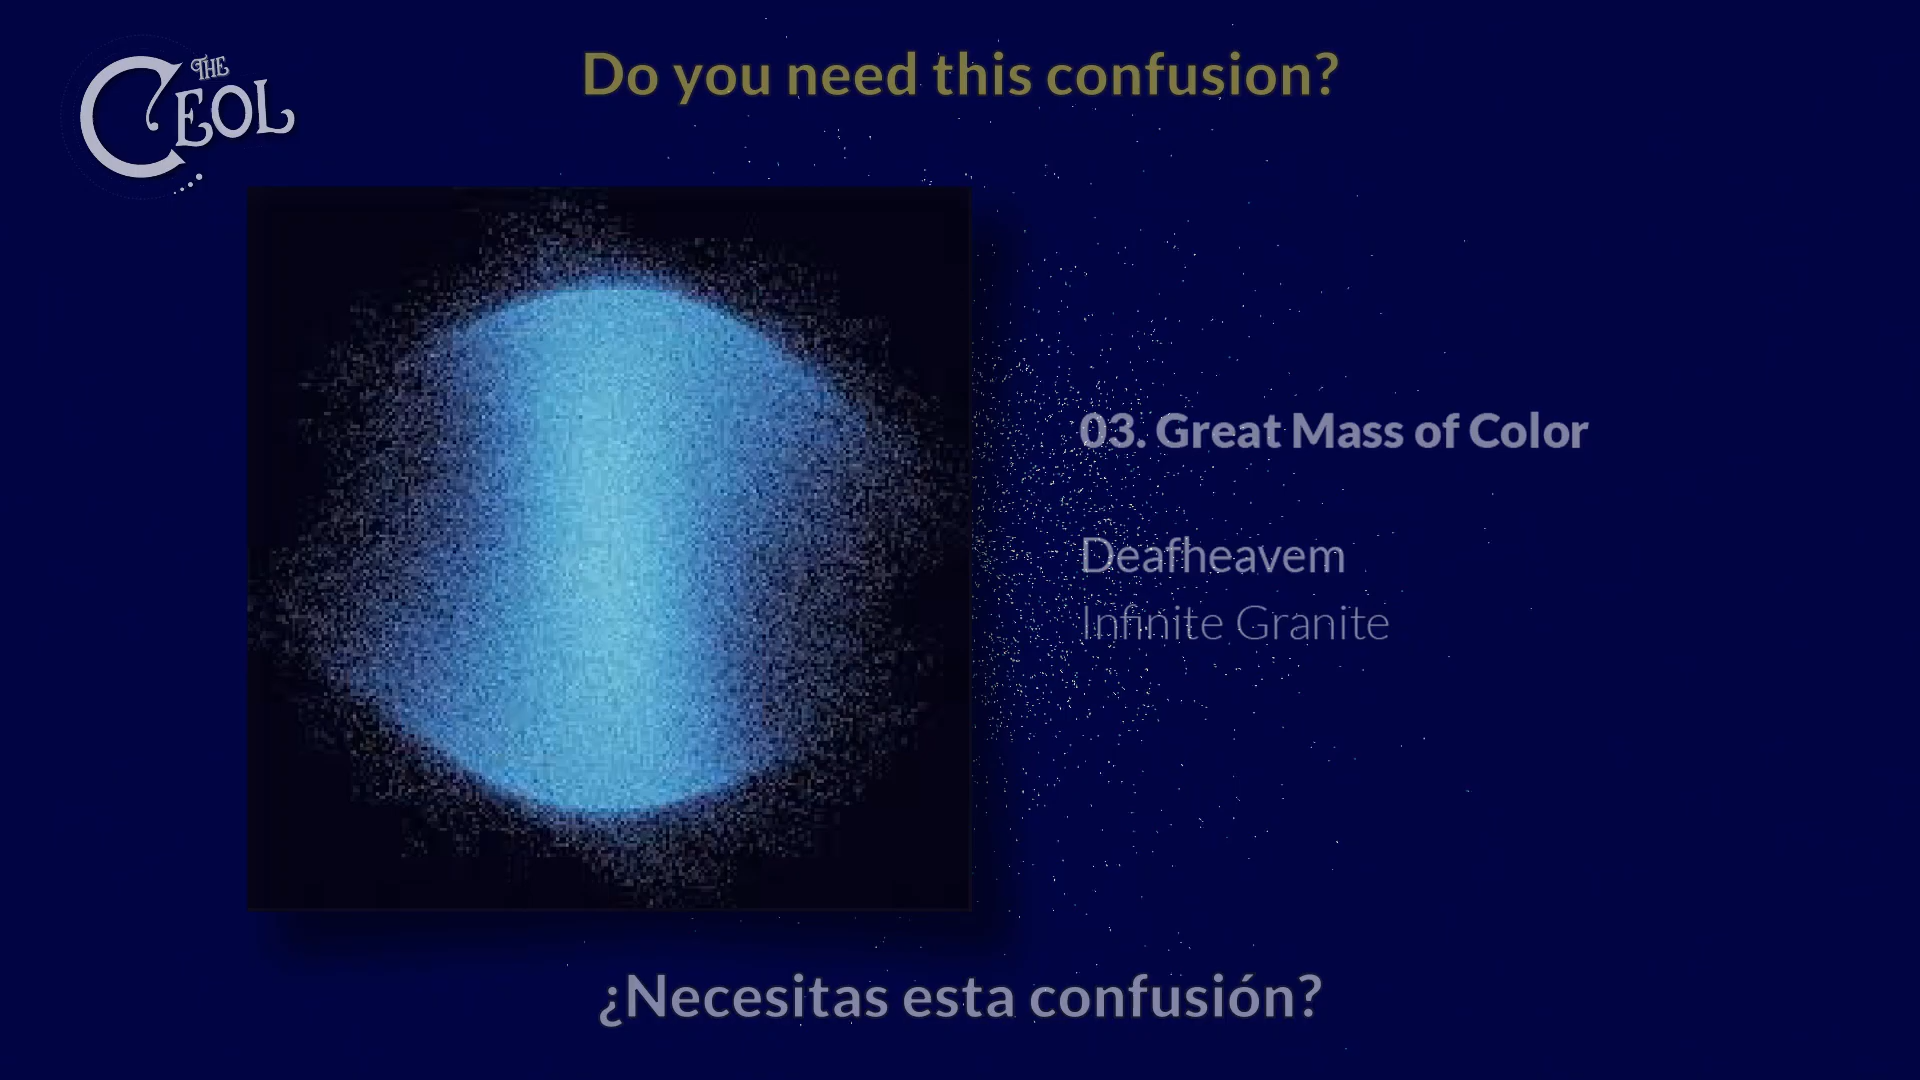 THE
CEOL
Do you need this confusion?
03. Great Mass of Color
Deafheavem
Infinite Granite
¿Necesitas esta confusión?